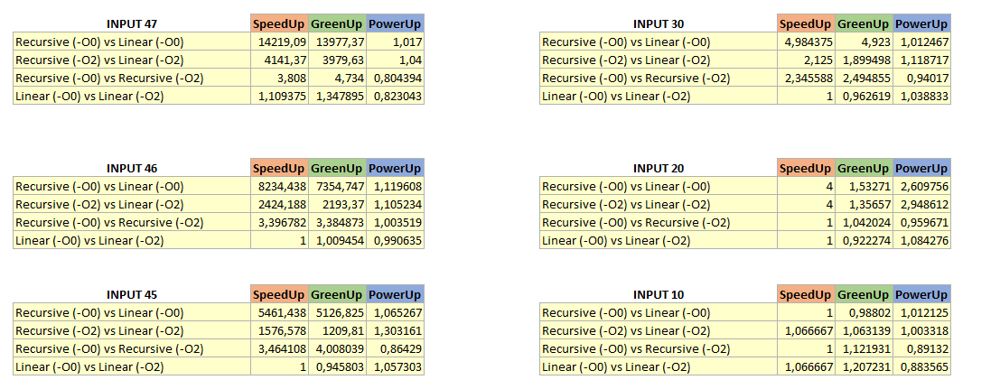 INPUT 47 SpeedUp GreenUp PowerUp
Recursive (-O0) vs Linear (-O0) 14219,09 13977,37 1,017
Recursive (-O2) vs Linear (-O2) 4141,37 3979,63 1,04
Recursive (-O0) vs Recursive (-O2) 3,808 4,734 0,804394
Linear (-O0) vs Linear (-O2) 1,109375 1,347895 0,823043
INPUT 46 SpeedUp GreenUp PowerUp
Recursive (-O0) vs Linear (-O0) 8234,438 7354,747 1,119608
Recursive (-O2) vs Linear (-O2) 2424,188 2193,37 1,105234
Recursive (-O0) vs Recursive (-O2) 3,396782 3,384873 1,003519
Linear (-O0) vs Linear (-O2) 1 1,009454 0,990635
INPUT 45 SpeedUp GreenUp PowerUp
Recursive (-O0) vs Linear (-O0) 5461,438 5126,825 1,065267
Recursive (-O2) vs Linear (-O2) 1576,578 1209,81 1,303161
Recursive (-O0) vs Recursive (-O2) 3,464108 4,008039 0,86429
Linear (-O0) vs Linear (-O2) 1 0,945803 1,057303
INPUT 30 SpeedUp GreenUp PowerUp
Recursive (-O0) vs Linear (-O0) 4,984375 4,923 1,012467
Recursive (-O2) vs Linear (-O2) 2,125 1,899498 1,118717
Recursive (-O0) vs Recursive (-O2) 2,345588 2,494855 0,94017
Linear (-O0) vs Linear (-O2) 1 0,962619 1,038833
INPUT 20 SpeedUp GreenUp PowerUp
Recursive (-O0) vs Linear (-O0) 4 1,53271 2,609756
Recursive (-O2) vs Linear (-O2) 4 1,35657 2,948612
Recursive (-O0) vs Recursive (-O2) 1 1,042024 0,959671
Linear (-O0) vs Linear (-O2) 1 0,922274 1,084276
INPUT 10 SpeedUp GreenUp PowerUp
Recursive (-O0) vs Linear (-O0) 1 0,98802 1,012125
Recursive (-O2) vs Linear (-O2) 1,066667 1,063139 1,003318
Recursive (-O0) vs Recursive (-O2) 1 1,121931 0,89132
Linear (-O0) vs Linear (-O2) 1,066667 1,207231 0,883565